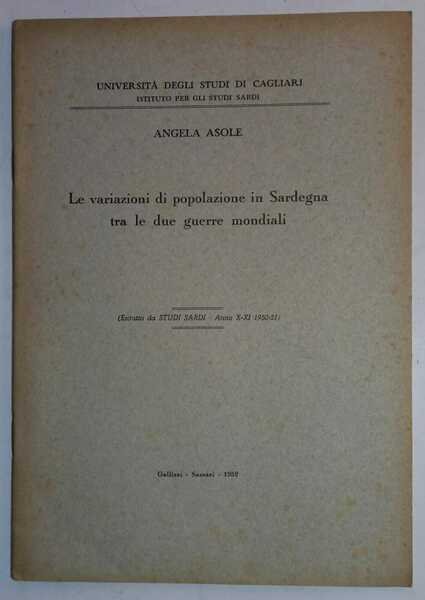 UNIVERSITÀ DEGLI STUDI DI CAGLIARI
ISTITUTO PER GLI STUDI SARDI
ANGELA ASOLE
Le variazioni di popolazione in Sardegna
tra le due guerre mondiali
(Estratto da STUDI SARDI - Anno X-XI 1950-51)
Gallizzi - Sassari - 1952